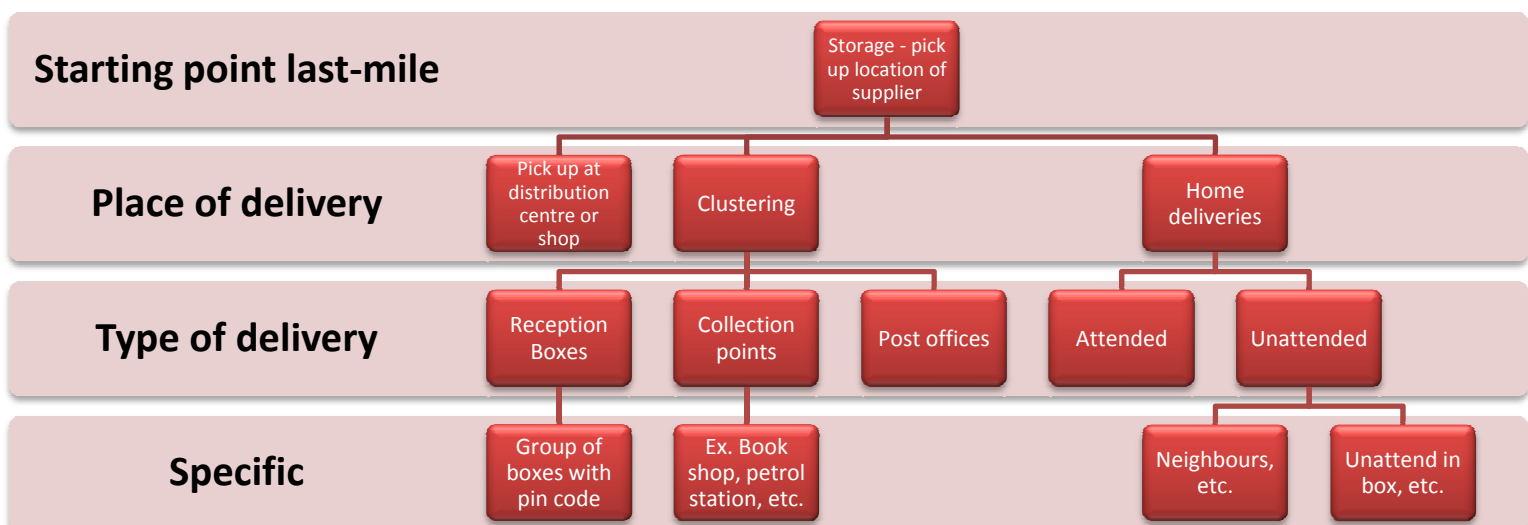 Starting point last-mile
Storage - pick
up location of
supplier
Place of delivery
Pick up at
distribution
centre or
shop
Clustering
Home
deliveries
Type of delivery
Reception
Boxes
Collection
points
Post offices
Attended
Unattended
Specific
Group of
boxes with
pin code
Ex. Book
shop, petrol
station, etc.
Neighbours,
etc.
Unattend in
box, etc.